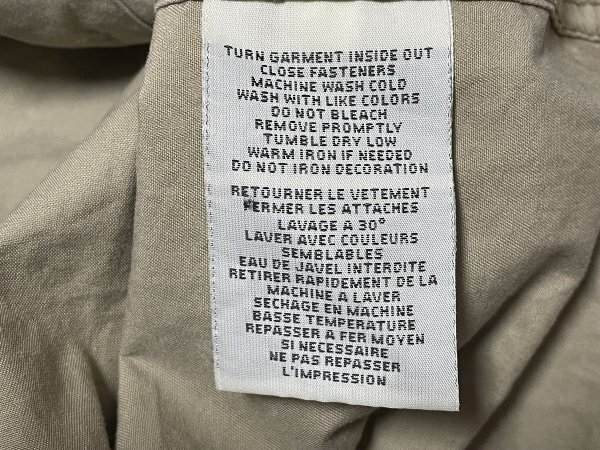 TURN GARMENT INSIDE OUT
CLOSE FASTENERS
MACHINE WASH COLD
WASH WITH LIKE COLORS
DO NOT BLEACH
REMOVE PROMPTLY
TUMBLE DRY LOW
WARM IRON IF NEEDED
DO NOT IRON DECORATION
RETOURNER LE VETEMENT
FERMER LES ATTACHES
LAVAGE A 30°
LAVER AVEC COULEURS
SEMBLABLES
EAU DE JAVEL INTERDITE
RETIRER RAPIDEMENT DE LA
MACHINE A LAVER
SECHAGE EN MACHINE
BASSE TEMPERATURE
REPASSER A FER MOYEN
SI NECESSAIRE
NE PAS REPASSER
L'IMPRESSION